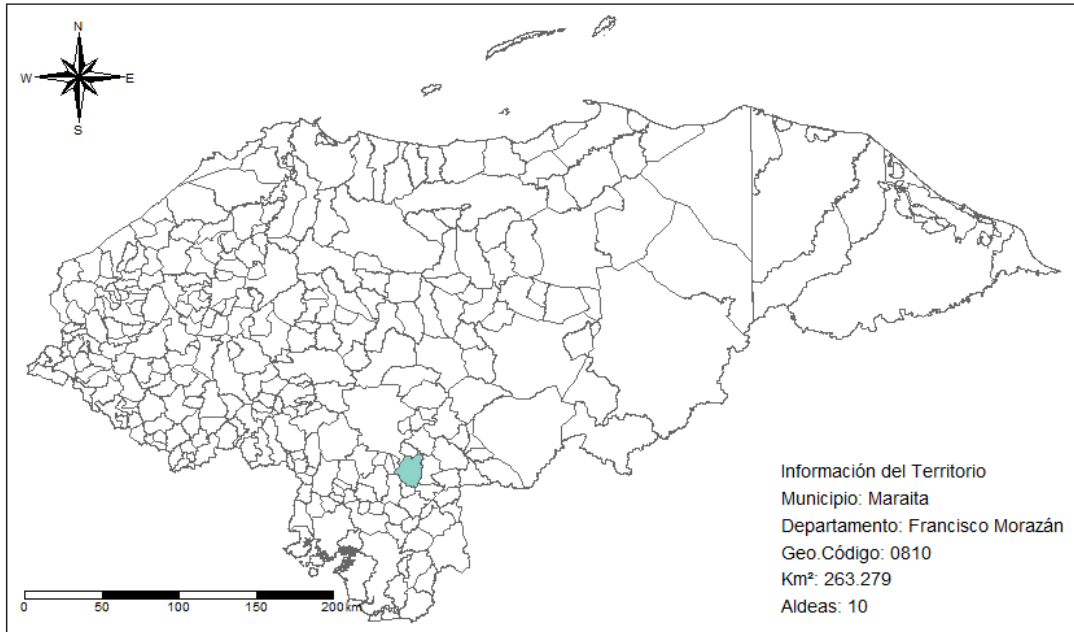 N
W E
S
Información del Territorio
Municipio: Maraita
Departamento: Francisco Morazán
Geo.Código: 0810
Km²: 263.279
Aldeas: 10
0 50 100 150 200 km